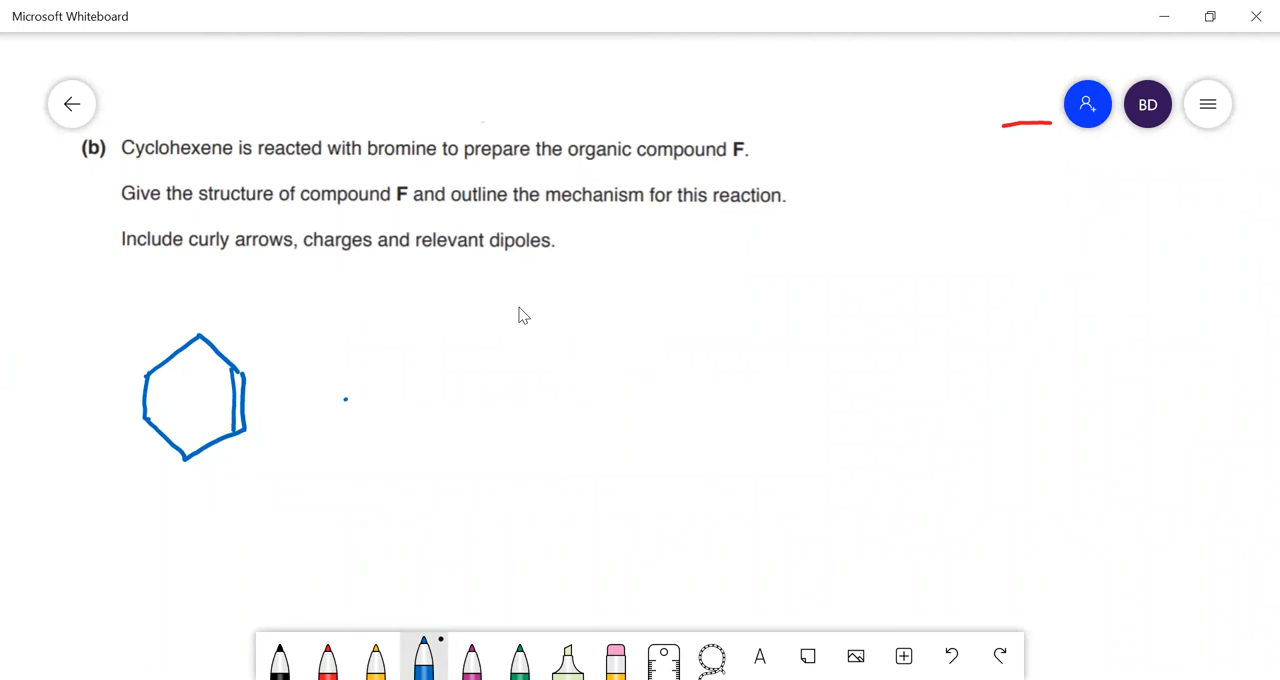 Microsoft Whiteboard
BD
(b) Cyclohexene is reacted with bromine to prepare the organic compound F.
Give the structure of compound F and outline the mechanism for this reaction.
Include curly arrows, charges and relevant dipoles.
A